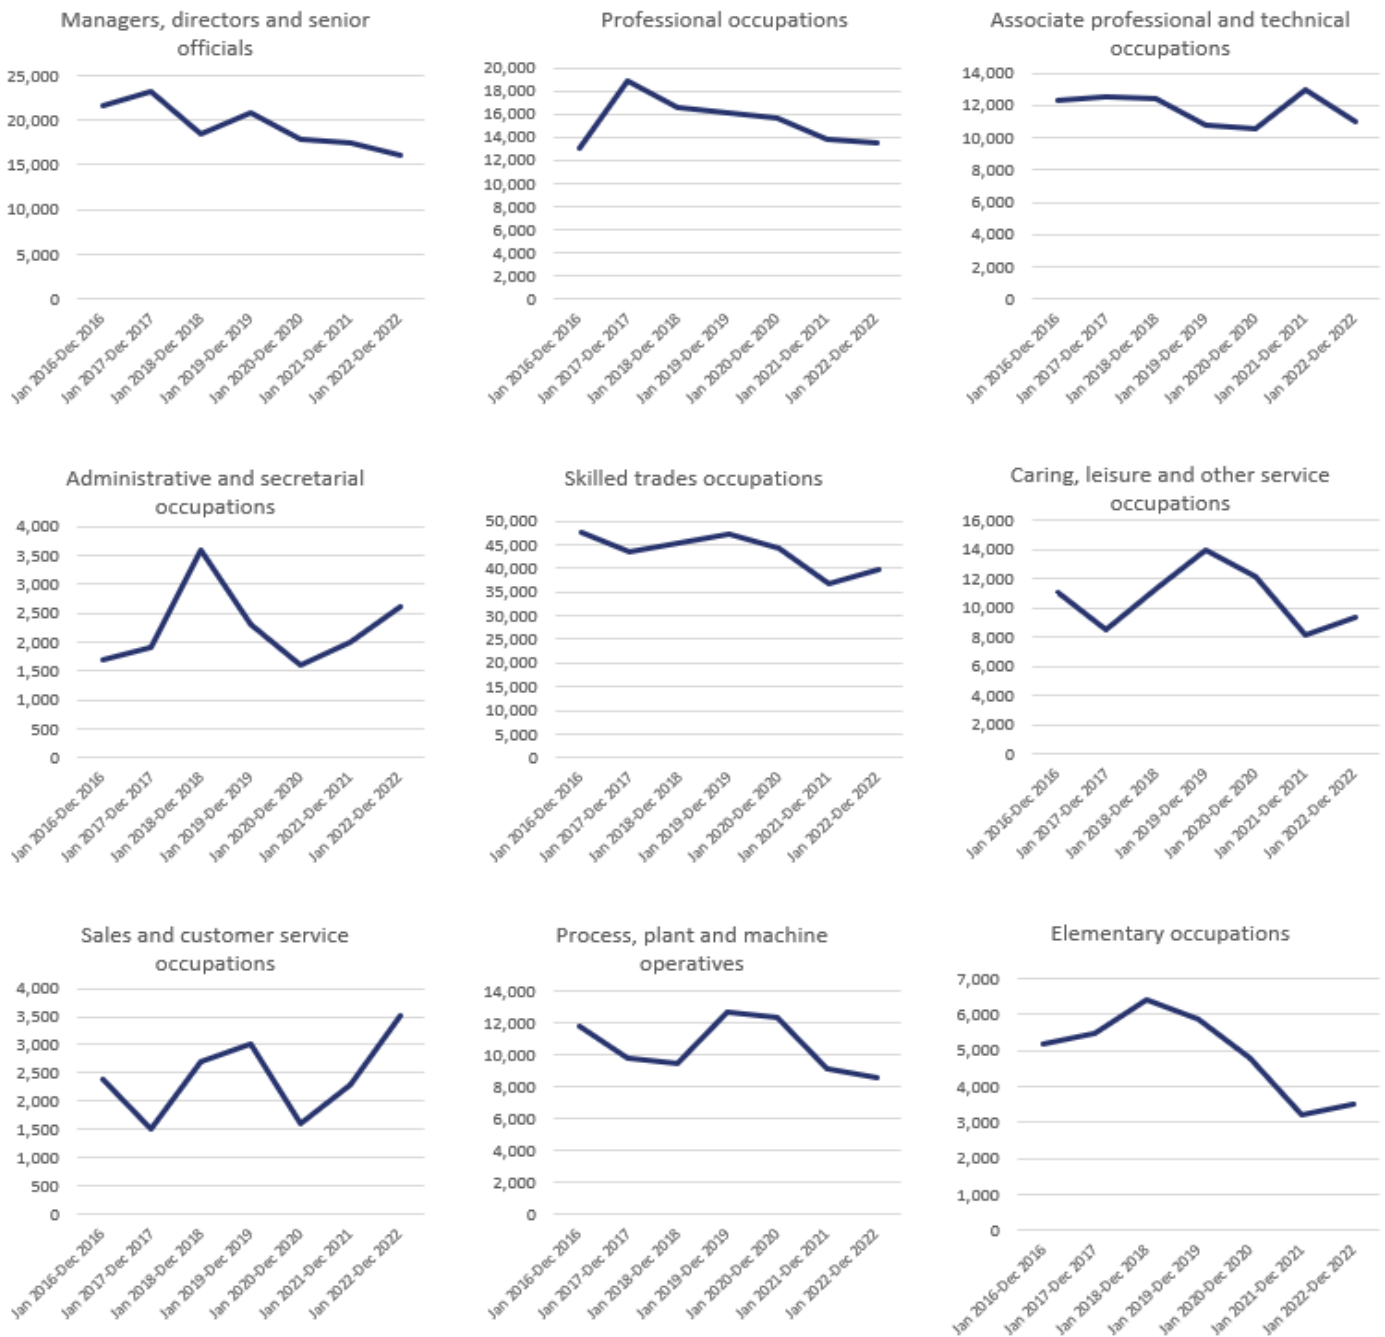 Managers, directors and senior
officials
25,000
20,000
15,000
10,000
5,000
0
Jan 2016-Dec 2016
Jan 2017-Dec 2017
Jan 2018-Dec 2018
Jan 2019-Dec 2019
Jan 2020-Dec 2020
Jan 2021-Dec 2021
Jan 2022-Dec 2022
Professional occupations
20,000
18,000
16,000
14,000
12,000
10,000
8,000
6,000
4,000
2,000
0
Jan 2016-Dec 2016
Jan 2017-Dec 2017
Jan 2018-Dec 2018
Jan 2019-Dec 2019
Jan 2020-Dec 2020
Jan 2021-Dec 2021
Jan 2022-Dec 2022
Associate professional and technical
occupations
14,000
12,000
10,000
8,000
6,000
4,000
2,000
0
Jan 2016-Dec 2016
Jan 2017-Dec 2017
Jan 2018-Dec 2018
Jan 2019-Dec 2019
Jan 2020-Dec 2020
Jan 2021-Dec 2021
Jan 2022-Dec 2022
Administrative and secretarial
occupations
4,000
3,500
3,000
2,500
2,000
1,500
1,000
500
0
Jan 2016-Dec 2016
Jan 2017-Dec 2017
Jan 2018-Dec 2018
Jan 2019-Dec 2019
Jan 2020-Dec 2020
Jan 2021-Dec 2021
Jan 2022-Dec 2022
Skilled trades occupations
50,000
45,000
40,000
35,000
30,000
25,000
20,000
15,000
10,000
5,000
0
Jan 2016-Dec 2016
Jan 2017-Dec 2017
Jan 2018-Dec 2018
Jan 2019-Dec 2019
Jan 2020-Dec 2020
Jan 2021-Dec 2021
Jan 2022-Dec 2022
Caring, leisure and other service
occupations
16,000
14,000
12,000
10,000
8,000
6,000
4,000
2,000
0
Jan 2016-Dec 2016
Jan 2017-Dec 2017
Jan 2018-Dec 2018
Jan 2019-Dec 2019
Jan 2020-Dec 2020
Jan 2021-Dec 2021
Jan 2022-Dec 2022
Sales and customer service
occupations
4,000
3,500
3,000
2,500
2,000
1,500
1,000
500
0
Jan 2016-Dec 2016
Jan 2017-Dec 2017
Jan 2018-Dec 2018
Jan 2019-Dec 2019
Jan 2020-Dec 2020
Jan 2021-Dec 2021
Jan 2022-Dec 2022
Process, plant and machine
operatives
14,000
12,000
10,000
8,000
6,000
4,000
2,000
0
Jan 2016-Dec 2016
Jan 2017-Dec 2017
Jan 2018-Dec 2018
Jan 2019-Dec 2019
Jan 2020-Dec 2020
Jan 2021-Dec 2021
Jan 2022-Dec 2022
Elementary occupations
7,000
6,000
5,000
4,000
3,000
2,000
1,000
0
Jan 2016-Dec 2016
Jan 2017-Dec 2017
Jan 2018-Dec 2018
Jan 2019-Dec 2019
Jan 2020-Dec 2020
Jan 2021-Dec 2021
Jan 2022-Dec 2022